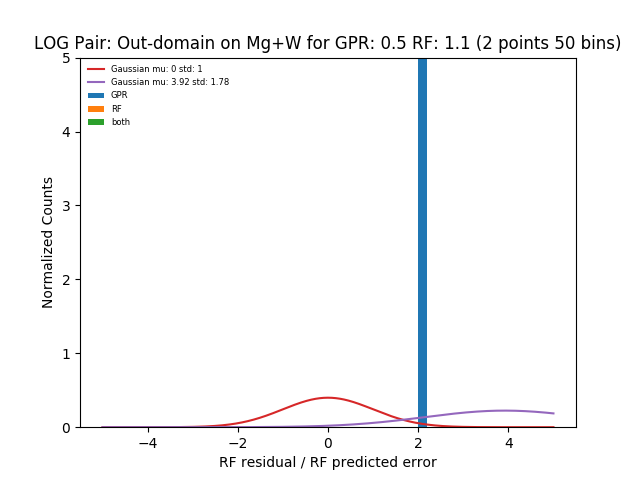 LOG Pair: Out-domain on Mg+W for GPR: 0.5 RF: 1.1 (2 points 50 bins)
Gaussian mu: 0 std: 1
Gaussian mu: 3.92 std: 1.78
GPR
RF
both
Normalized Counts
5
4
3
2
1
0
−4 −2 0 2 4
RF residual / RF predicted error